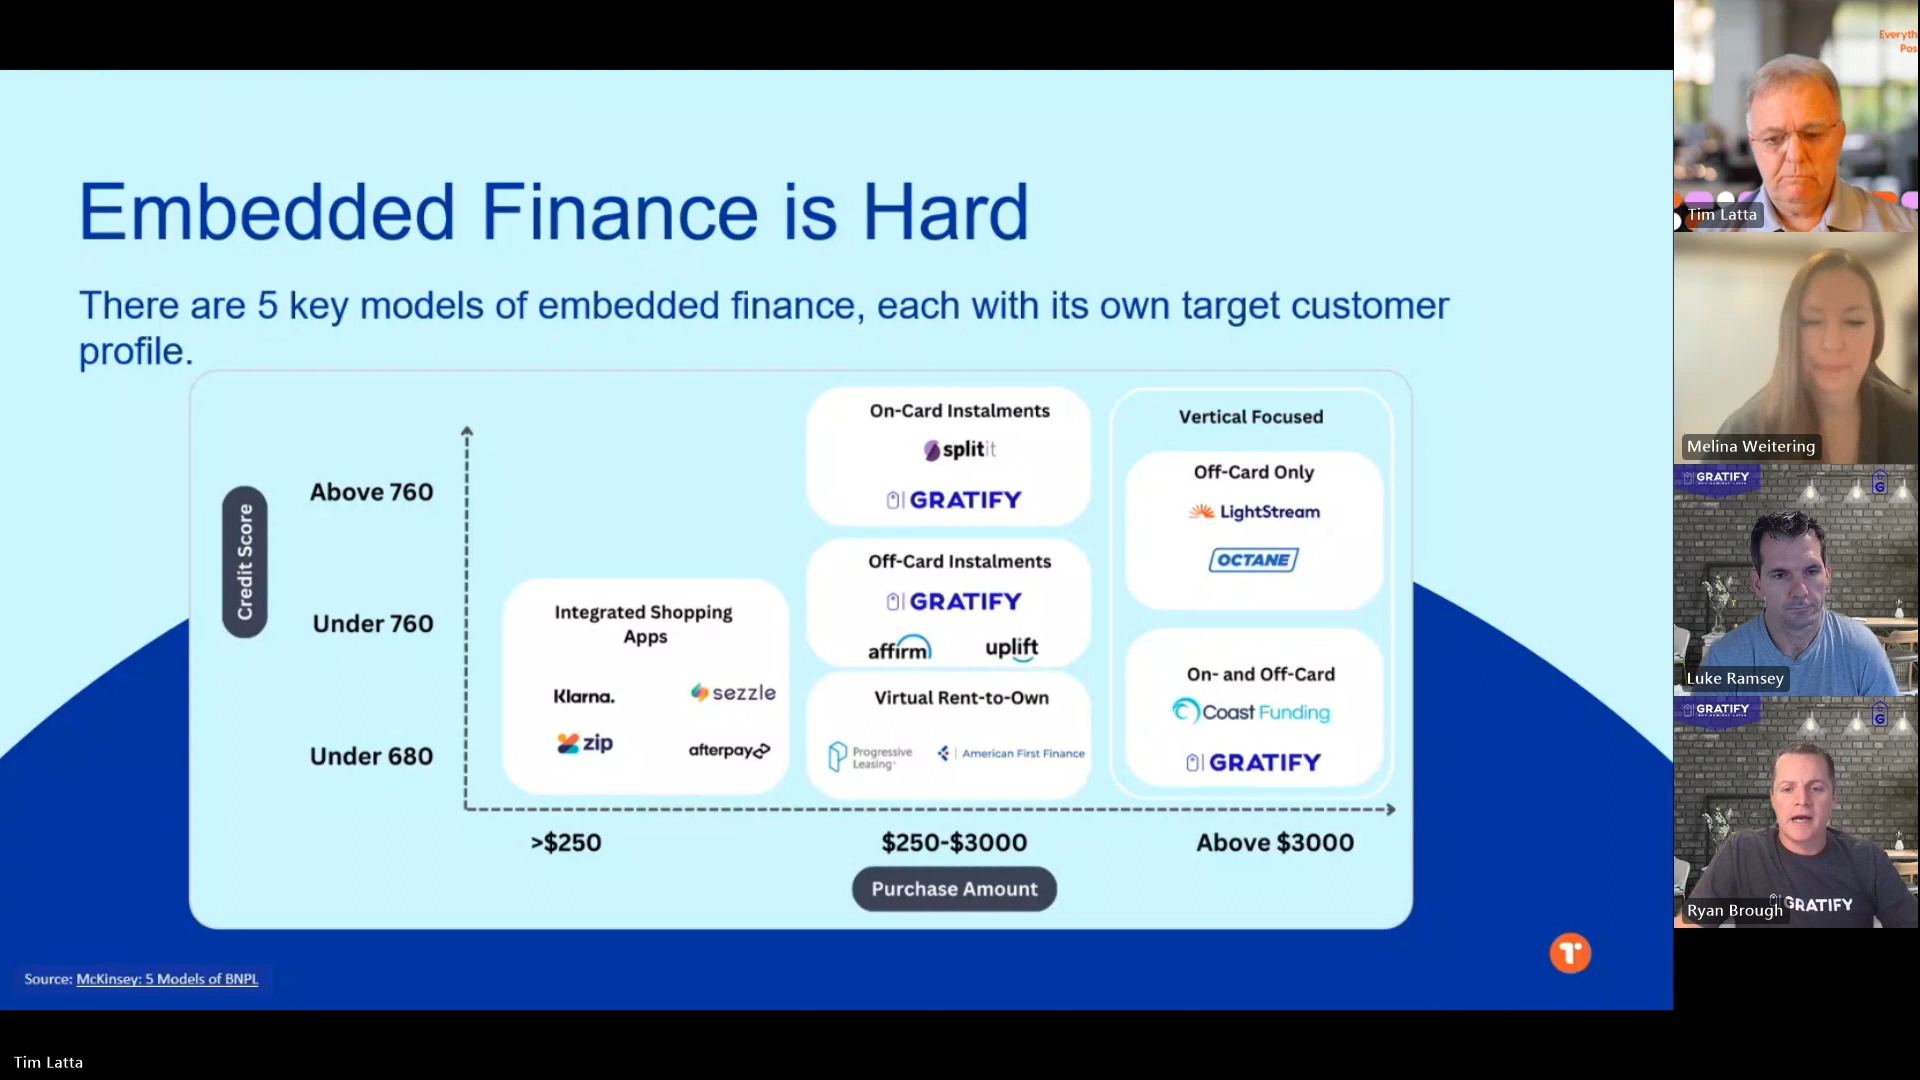 Embedded Finance is Hard
There are 5 key models of embedded finance, each with its own target customer
profile.
Credit Score
Above 760
Under 760
Under 680
Integrated Shopping
Apps
Klarna.
sezzle
zip
afterpay
On-Card Instalments
splitit
GRATIFY
Off-Card Instalments
GRATIFY
affirm
uplift
Virtual Rent-to-Own
Progressive
Leasing
American First Finance
Vertical Focused
Off-Card Only
LightStream
OCTANE
On- and Off-Card
Coast Funding
GRATIFY
>$250
$250-$3000
Above $3000
Purchase Amount
Source: McKinsey: 5 Models of BNPL
T
Tim Latta
Everyth
Pos
Tim Latta
Melina Weitering
GRATIFY
G
Luke Ramsey
GRATIFY
G
GRATIFY
Ryan Brough